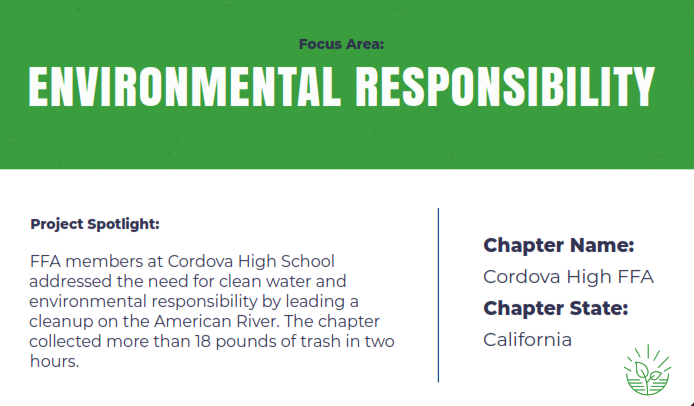 Focus Area:
ENVIRONMENTAL RESPONSIBILITY
Project Spotlight:
FFA members at Cordova High School
addressed the need for clean water and
environmental responsibility by leading a
cleanup on the American River. The chapter
collected more than 18 pounds of trash in two
hours.
Chapter Name:
Cordova High FFA
Chapter State:
California